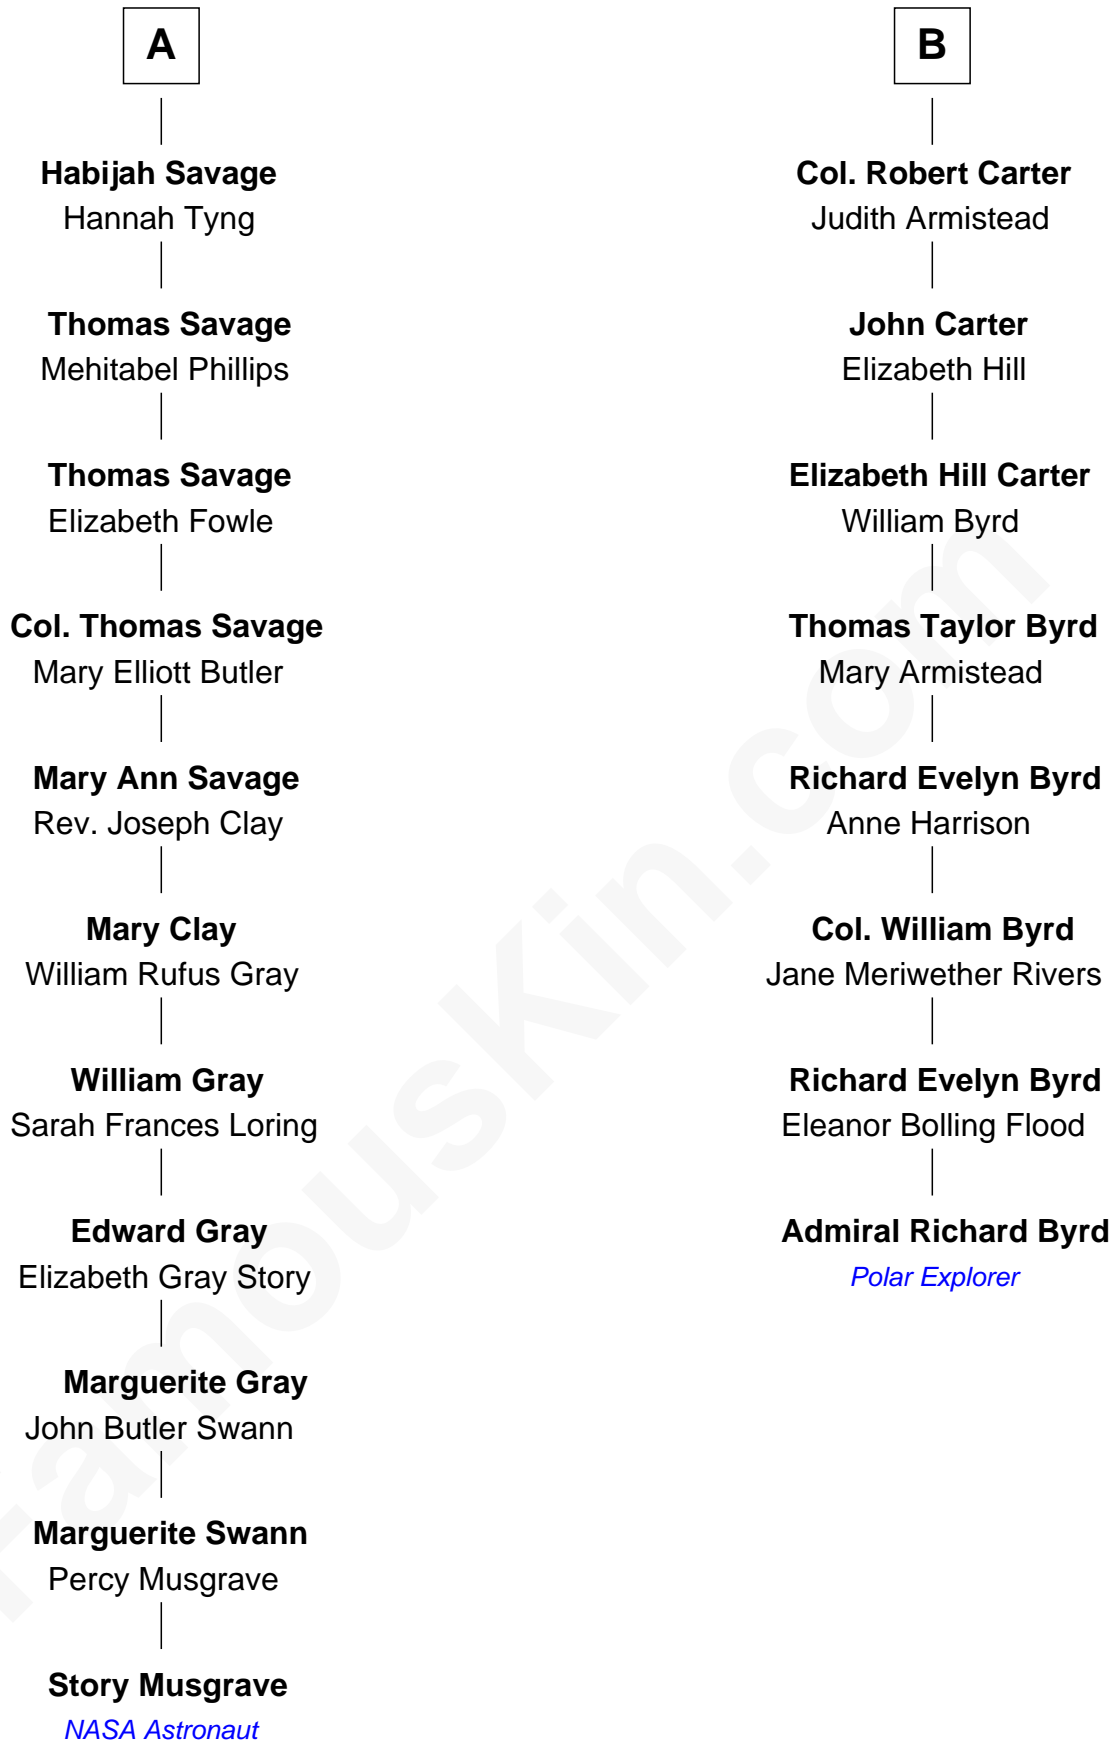 A
Habijah Savage
Hannah Tyng
Thomas Savage
Mehitabel Phillips
Thomas Savage
Elizabeth Fowle
Col. Thomas Savage
Mary Elliott Butler
Mary Ann Savage
Rev. Joseph Clay
Mary Clay
William Rufus Gray
William Gray
Sarah Frances Loring
Edward Gray
Elizabeth Gray Story
Marguerite Gray
John Butler Swann
Marguerite Swann
Percy Musgrave
Story Musgrave
NASA Astronaut
B
Col. Robert Carter
Judith Armistead
John Carter
Elizabeth Hill
Elizabeth Hill Carter
William Byrd
Thomas Taylor Byrd
Mary Armistead
Richard Evelyn Byrd
Anne Harrison
Col. William Byrd
Jane Meriwether Rivers
Richard Evelyn Byrd
Eleanor Bolling Flood
Admiral Richard Byrd
Polar Explorer
FamousKin.com